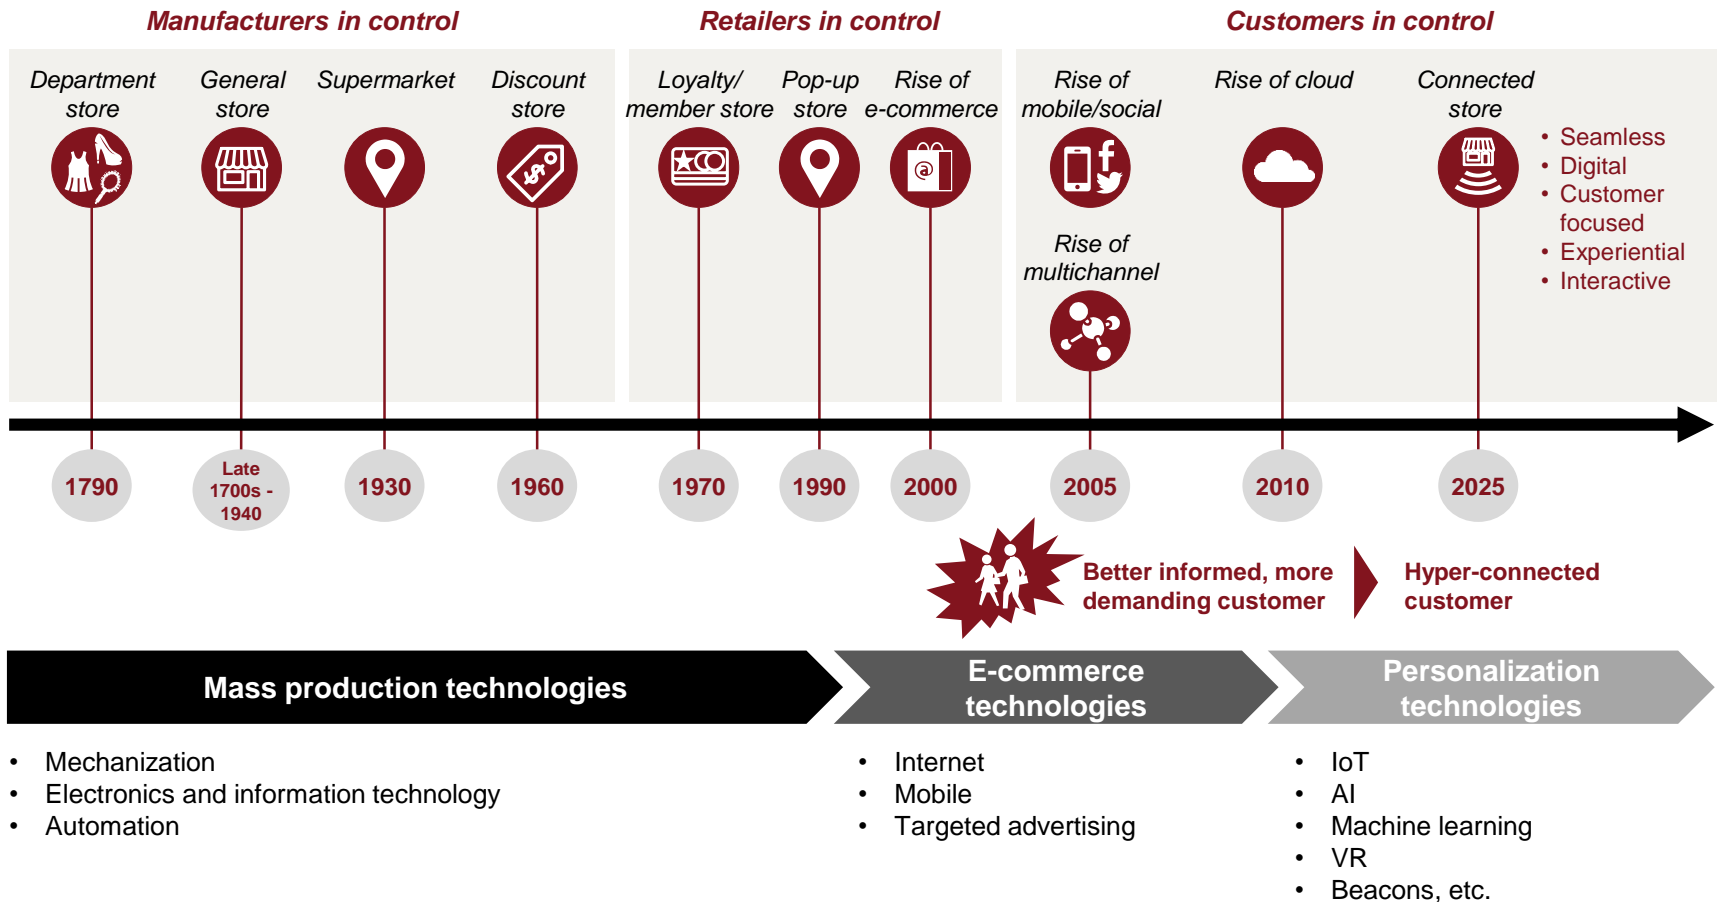 Manufacturers in control
Retailers in control
Customers in control
Department
store
General
store
Supermarket
Discount
store
Loyalty/
member store
Pop-up
store
Rise of
e-commerce
Rise of
mobile/social
Rise of
multichannel
Rise of cloud
Connected
store
• Seamless
• Digital
• Customer
focused
• Experiential
• Interactive
$
@
f
1790
Late
1700s -
1940
1930
1960
1970
1990
2000
2005
2010
2025
Better informed, more
demanding customer
Hyper-connected
customer
Mass production technologies
E-commerce
technologies
Personalization
technologies
• Mechanization
• Electronics and information technology
• Automation
• Internet
• Mobile
• Targeted advertising
• IoT
• AI
• Machine learning
• VR
• Beacons, etc.